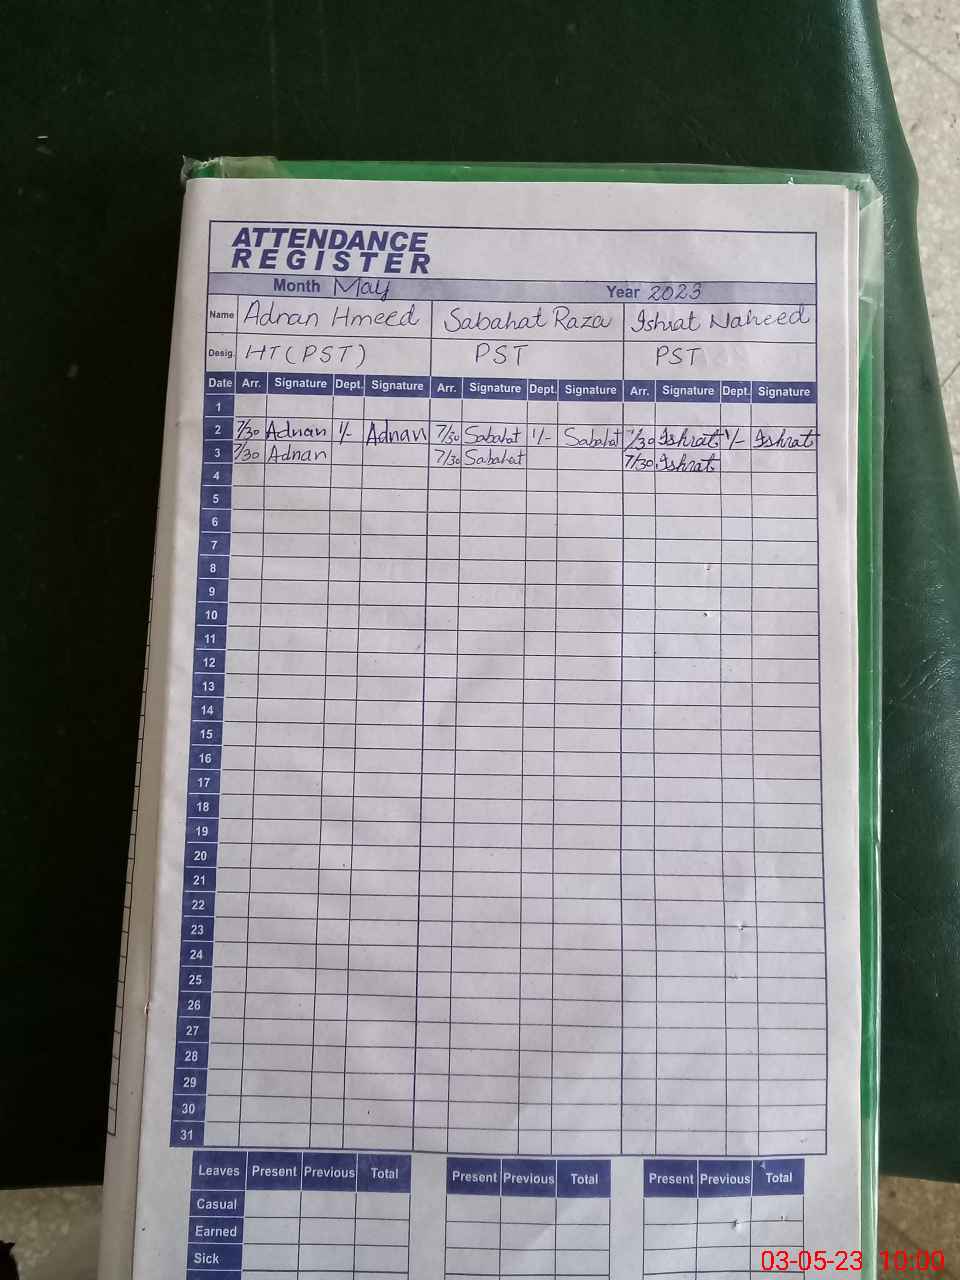 ATTENDANCE
REGISTER
Month May Year 2023
Name Adnan Hmeed Sabahat Raza Ishrat Naheed
Desig. HT(PST) PST PST
Date Arr. Signature Dept. Signature Arr. Signature Dept. Signature Arr. Signature Dept. Signature
1
2 7/30 Adnan 1/- Adnan 7/30 Sabahat 1/- Sabahat 7/30 Ishrat 1/- Ishrat
3 7/30 Adnan 7/30 Sabahat 7/30 Ishrat
4
5
6
7
8
9
10
11
12
13
14
15
16
17
18
19
20
21
22
23
24
25
26
27
28
29
30
31
Leaves Present Previous Total Present Previous Total Present Previous Total
Casual
Earned
Sick
03-05-23 10:00